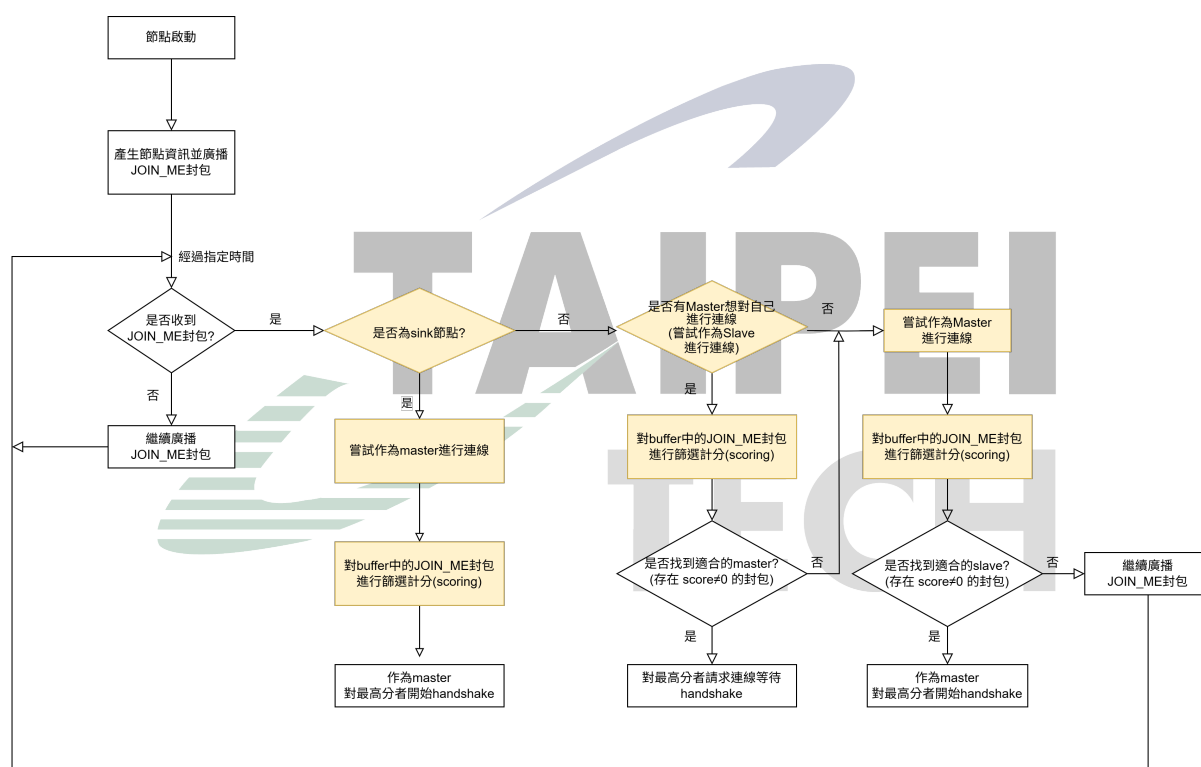 節點啟動
產生節點資訊並廣播
JOIN_ME封包
經過指定時間
是否收到
JOIN_ME封包?
是
否
繼續廣播
JOIN_ME封包
是否為sink節點?
否
是
嘗試作為master進行連線
對buffer中的JOIN_ME封包
進行篩選計分(scoring)
作為master
對最高分者開始handshake
是否有Master想對自己
進行連線
(嘗試作為Slave
進行連線)
否
是
對buffer中的JOIN_ME封包
進行篩選計分(scoring)
是否找到適合的master?
(存在 score≠0 的封包)
否
是
對最高分者請求連線等待
handshake
嘗試作為Master
進行連線
對buffer中的JOIN_ME封包
進行篩選計分(scoring)
是否找到適合的slave?
(存在 score≠0 的封包)
否
是
作為master
對最高分者開始handshake
繼續廣播
JOIN_ME封包
TAIPEI
TECH